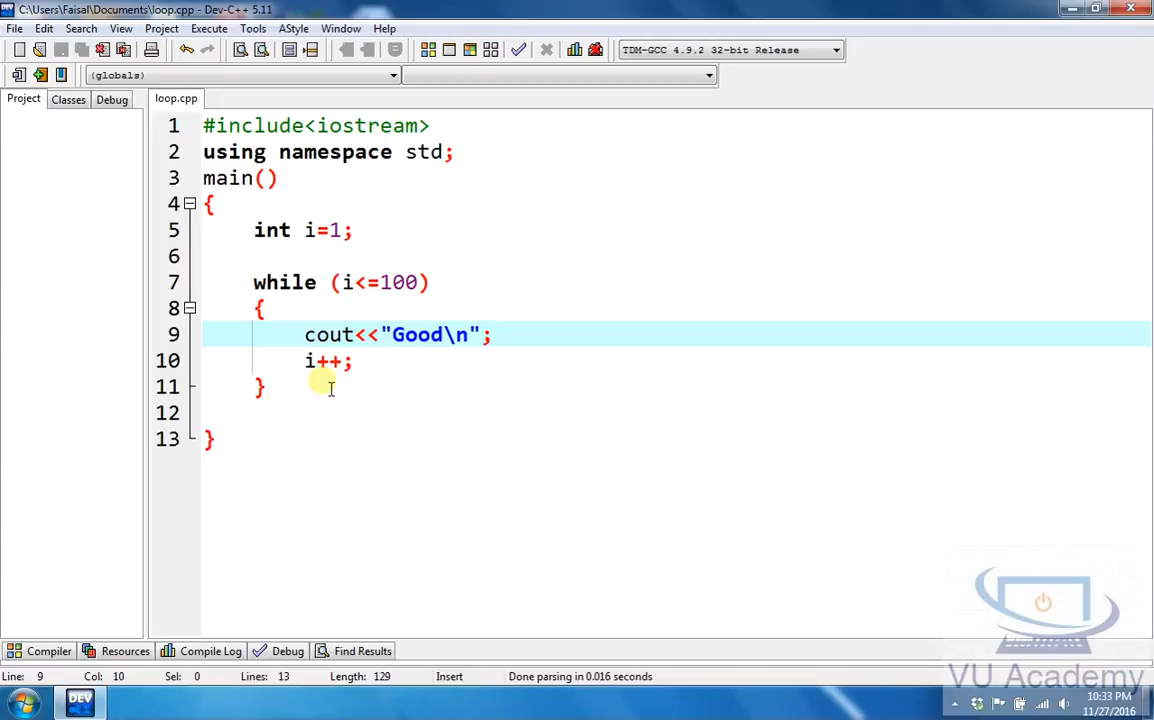 C:\Users\Faisal\Documents\loop.cpp - Dev-C++ 5.11
File Edit Search View Project Execute Tools AStyle Window Help
TDM-GCC 4.9.2 32-bit Release
(globals)
Project Classes Debug loop.cpp
1 #include<iostream>
2 using namespace std;
3 main()
4 {
5 int i=1;
6
7 while (i<=100)
8 {
9 cout<<"Good\n";
10 i++;
11 }
12
13 }
Compiler Resources Compile Log Debug Find Results
Line: 9 Col: 10 Sel: 0 Lines: 13 Length: 129 Insert Done parsing in 0.016 seconds
VU Academy
DEV
10:33 PM
11/27/2016